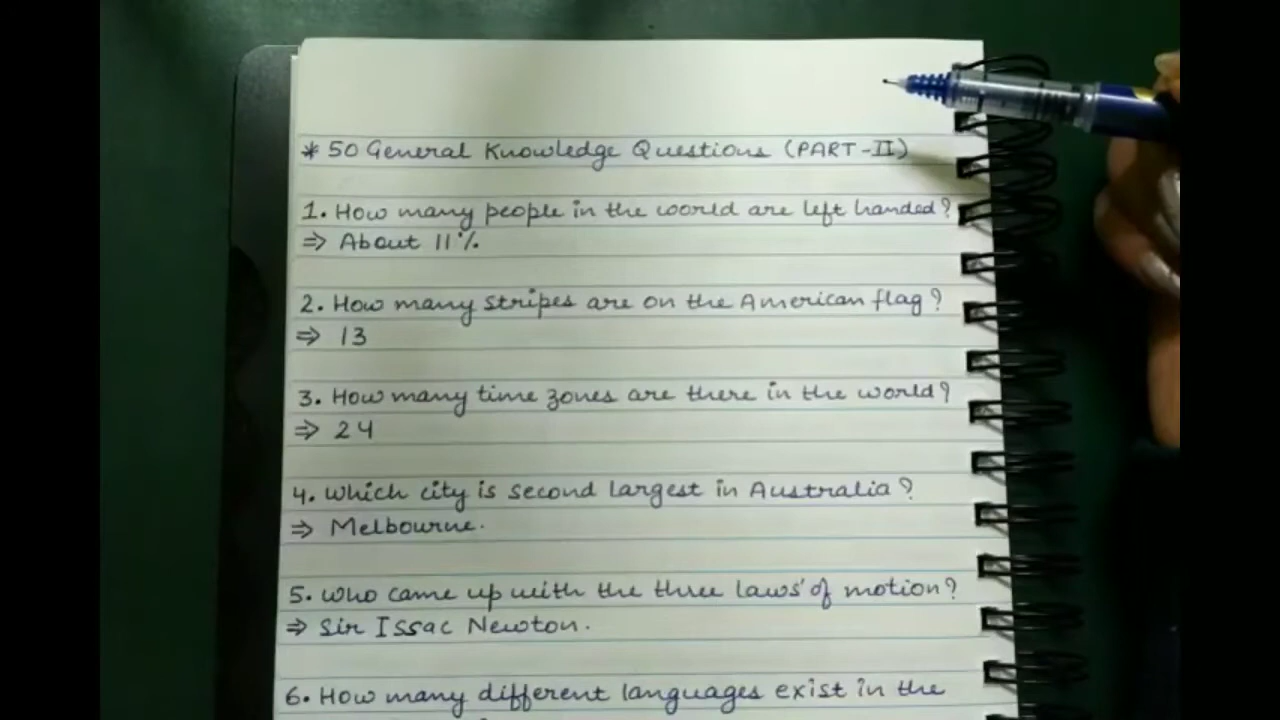 * 50 General Knowledge Questions (PART-II)
1. How many people in the world are left handed?
⇒ About 11%
2. How many stripes are on the American flag?
⇒ 13
3. How many time zones are there in the world?
⇒ 24
4. Which city is second largest in Australia?
⇒ Melbourne.
5. Who came up with the three laws' of motion?
⇒ Sir Issac Newton.
6. How many different languages exist in the